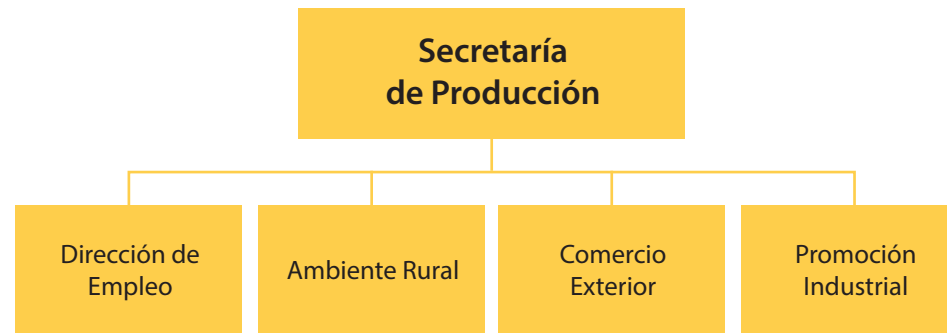 Secretaría
de Producción
Dirección de
Empleo
Ambiente Rural
Comercio
Exterior
Promoción
Industrial